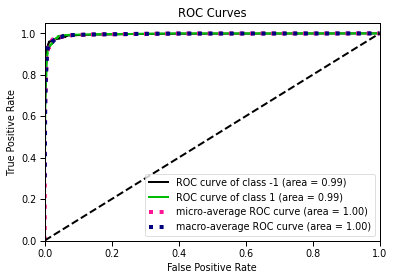 ROC Curves
1.0
0.8
0.6
0.4
0.2
0.0
True Positive Rate
ROC curve of class -1 (area = 0.99)
ROC curve of class 1 (area = 0.99)
micro-average ROC curve (area = 1.00)
macro-average ROC curve (area = 1.00)
0.0 0.2 0.4 0.6 0.8 1.0
False Positive Rate